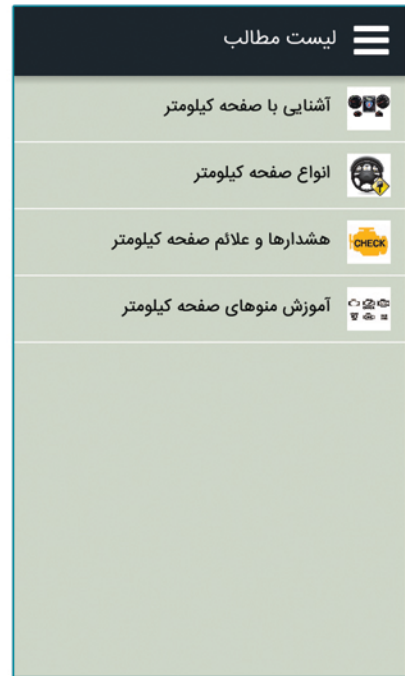 لیست مطالب
آشنایی با صفحه کیلومتر
انواع صفحه کیلومتر
هشدارها و علائم صفحه کیلومتر
CHECK
آموزش منوهای صفحه کیلومتر